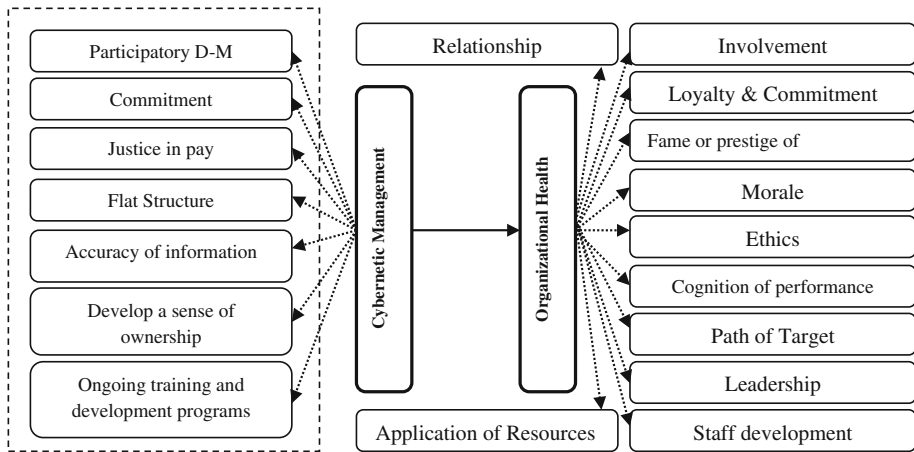 Participatory D-M
Commitment
Justice in pay
Flat Structure
Accuracy of information
Develop a sense of
ownership
Ongoing training and
development programs
Cybernetic Management
Relationship
Organizational Health
Application of Resources
Involvement
Loyalty & Commitment
Fame or prestige of
Morale
Ethics
Cognition of performance
Path of Target
Leadership
Staff development